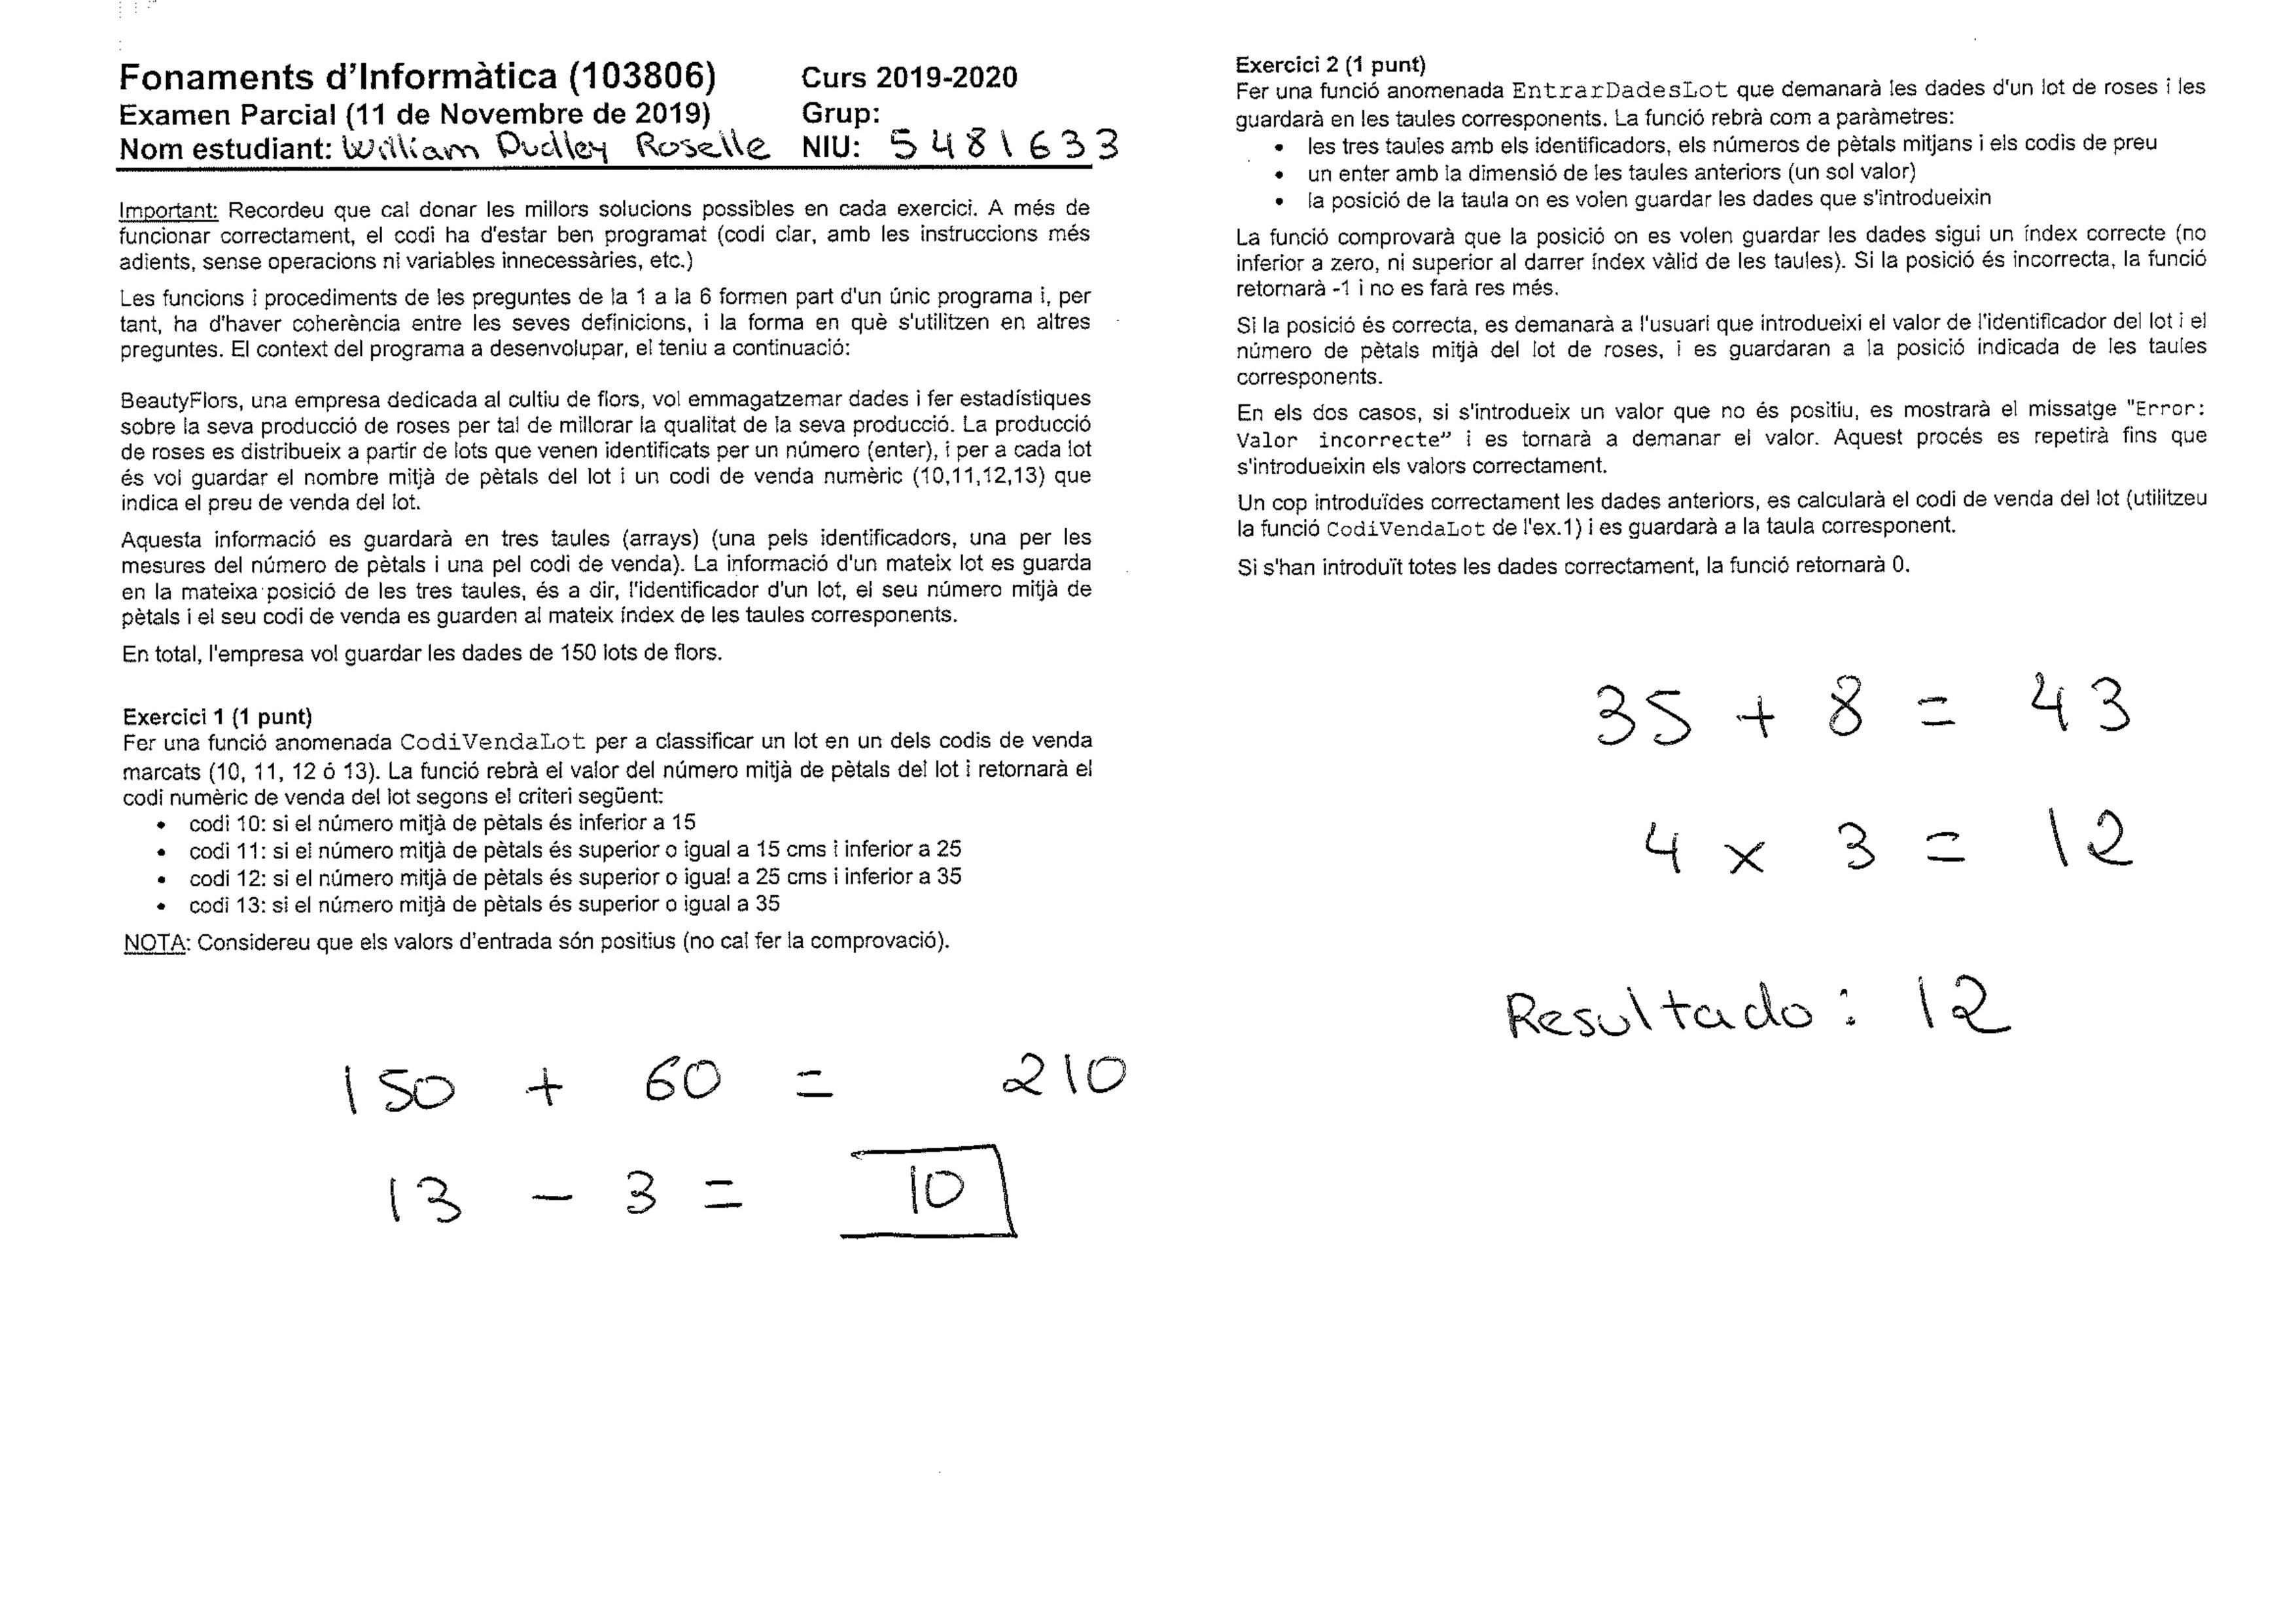 Fonaments d'Informàtica (103806) Curs 2019-2020
Examen Parcial (11 de Novembre de 2019) Grup:
Nom estudiant: William Dudley Roselle NIU: 5481633
Important: Recordeu que cal donar les millors solucions possibles en cada exercici. A més de
funcionar correctament, el codi ha d'estar ben programat (codi clar, amb les instruccions més
adients, sense operacions ni variables innecessàries, etc.)
Les funcions i procediments de les preguntes de la 1 a la 6 formen part d'un únic programa i, per
tant, ha d'haver coherència entre les seves definicions, i la forma en què s'utilitzen en altres
preguntes. El context del programa a desenvolupar, el teniu a continuació:
BeautyFlors, una empresa dedicada al cultiu de flors, vol emmagatzemar dades i fer estadístiques
sobre la seva producció de roses per tal de millorar la qualitat de la seva producció. La producció
de roses es distribueix a partir de lots que venen identificats per un número (enter), i per a cada lot
és vol guardar el nombre mitjà de pètals del lot i un codi de venda numèric (10,11,12,13) que
indica el preu de venda del lot.
Aquesta informació es guardarà en tres taules (arrays) (una pels identificadors, una per les
mesures del número de pètals i una pel codi de venda). La informació d'un mateix lot es guarda
en la mateixa posició de les tres taules, és a dir, l'identificador d'un lot, el seu número mitjà de
pètals i el seu codi de venda es guarden al mateix índex de les taules corresponents.
En total, l'empresa vol guardar les dades de 150 lots de flors.
Exercici 1 (1 punt)
Fer una funció anomenada CodiVendaLot per a classificar un lot en un dels codis de venda
marcats (10, 11, 12 ó 13). La funció rebrà el valor del número mitjà de pètals del lot i retornarà el
codi numèric de venda del lot segons el criteri següent:
• codi 10: si el número mitjà de pètals és inferior a 15
• codi 11: si el número mitjà de pètals és superior o igual a 15 cms i inferior a 25
• codi 12: si el número mitjà de pètals és superior o igual a 25 cms i inferior a 35
• codi 13: si el número mitjà de pètals és superior o igual a 35
NOTA: Considereu que els valors d'entrada són positius (no cal fer la comprovació).
150 + 60 = 210
13 - 3 = 10
Exercici 2 (1 punt)
Fer una funció anomenada EntrarDadesLot que demanarà les dades d'un lot de roses i les
guardarà en les taules corresponents. La funció rebrà com a paràmetres:
• les tres taules amb els identificadors, els números de pètals mitjans i els codis de preu
• un enter amb la dimensió de les taules anteriors (un sol valor)
• la posició de la taula on es volen guardar les dades que s'introdueixin
La funció comprovarà que la posició on es volen guardar les dades sigui un índex correcte (no
inferior a zero, ni superior al darrer índex vàlid de les taules). Si la posició és incorrecta, la funció
retornarà -1 i no es farà res més.
Si la posició és correcta, es demanarà a l'usuari que introdueixi el valor de l'identificador del lot i el
número de pètals mitjà del lot de roses, i es guardaran a la posició indicada de les taules
corresponents.
En els dos casos, si s'introdueix un valor que no és positiu, es mostrarà el missatge "Error:
Valor incorrecte” i es tornarà a demanar el valor. Aquest procés es repetirà fins que
s'introdueixin els valors correctament.
Un cop introduïdes correctament les dades anteriors, es calcularà el codi de venda del lot (utilitzeu
la funció CodiVendaLot de l'ex.1) i es guardarà a la taula corresponent.
Si s'han introduït totes les dades correctament, la funció retornarà 0.
35 + 8 = 43
4 x 3 = 12
Resultado: 12